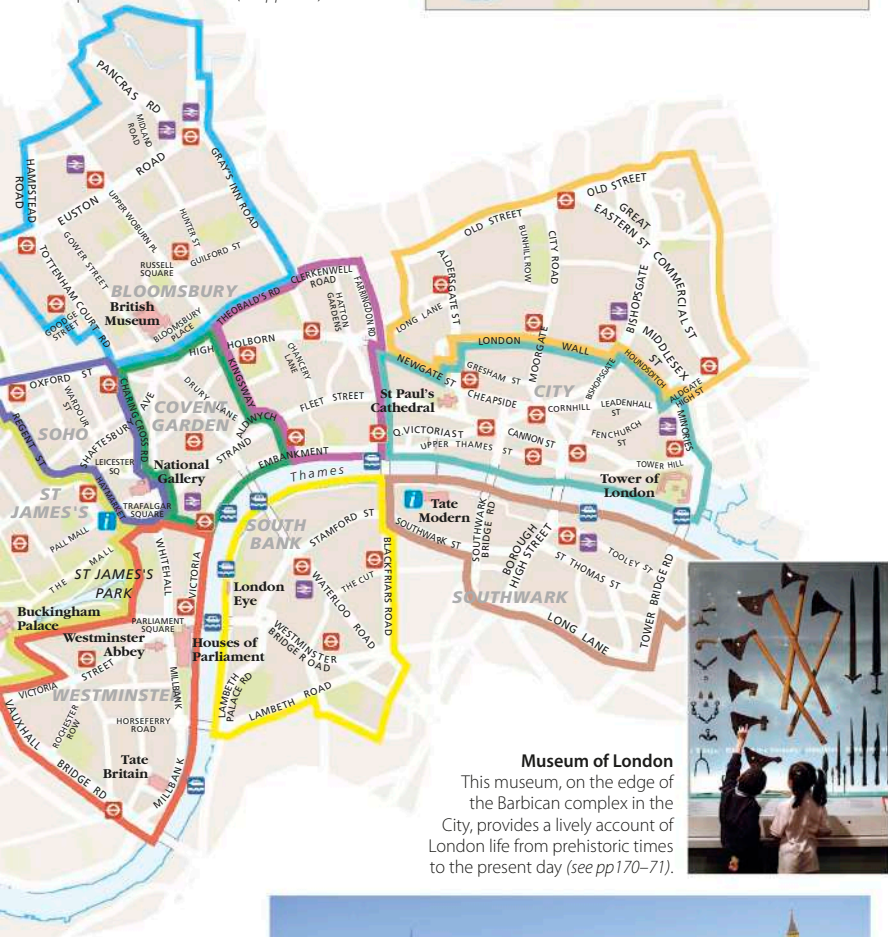 PANCRAS RD
MIDLAND
ROAD
HAMPSTEAD
ROAD
EUSTON ROAD
GRAY'S INN ROAD
UPPER WOBURN PL
HUNTER ST
GOWER STREET
RUSSELL
SQUARE
GUILFORD ST
TOTTENHAM COURT RD
GOODGE
STREET
BLOOMSBURY
British
Museum
BLOOMSBURY
PLACE
THEOBALD'S RD
CLERKENWELL
ROAD
HATTON
GARDENS
FARRINGDON RD
HIGH HOLBORN
KINGSWAY
CHANCERY
LANE
OLD STREET
OLD STREET
GREAT
EASTERN ST
COMMERCIAL ST
BUNHILL ROW
CITY ROAD
ALDERSGATE ST
LONG LANE
BISHOPSGATE
MIDDLESEX
ST
LONDON WALL
MOORGATE
HOUNDSDITCH
ALDGATE
HIGH ST
NEWGATE ST
GRESHAM ST
CITY
BISHOPSGATE
St Paul's
Cathedral
CHEAPSIDE
CORNHILL
LEADENHALL
ST
FENCHURCH
ST
MINORIES
OXFORD ST
WARDOUR
ST
REGENT ST
SOHO
SHAFTESBURY AVE
CHARING CROSS RD
COVENT
GARDEN
DRURY LANE
ALDWYCH
FLEET STREET
LEICESTER
SQ
STRAND
EMBANKMENT
Q.VICTORIA ST
UPPER THAMES ST
CANNON ST
TOWER HILL
Tower of
London
National
Gallery
Thames
HAYMARKET
TRAFALGAR
SQUARE
ST
JAMES'S
PALL MALL
THE MALL
ST JAMES'S
PARK
WHITEHALL
VICTORIA
SOUTH
BANK
STAMFORD ST
Tate
Modern
SOUTHWARK ST
SOUTHWARK
BRIDGE RD
BOROUGH
HIGH STREET
TOOLEY ST
ST THOMAS ST
TOWER BRIDGE RD
SOUTHWARK
LONG LANE
BLACKFRIARS ROAD
THE CUT
WATERLOO ROAD
London
Eye
Buckingham
Palace
PARLIAMENT
SQUARE
Westminster
Abbey
Houses of
Parliament
WESTMINSTER
BRIDGE ROAD
LAMBETH
PALACE RD
LAMBETH ROAD
VICTORIA STREET
MILLBANK
WESTMINSTER
ROCHESTER
ROW
HORSEFERRY
ROAD
VAUXHALL BRIDGE RD
Tate
Britain
MILLBANK
Museum of London
This museum, on the edge of
the Barbican complex in the
City, provides a lively account of
London life from prehistoric times
to the present day (see pp170–71).